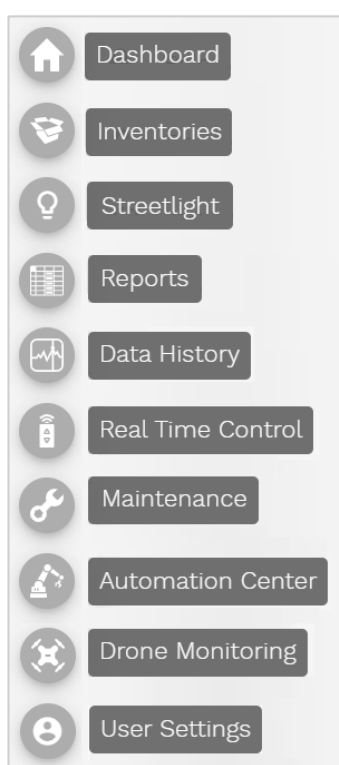 Dashboard
Inventories
Streetlight
Reports
Data History
Real Time Control
Maintenance
Automation Center
Drone Monitoring
User Settings